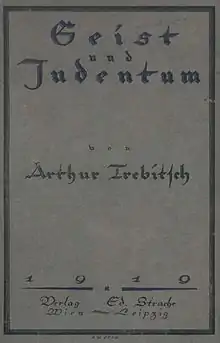 Geist
und
Judentum
von
Arthur Trebitsch
1919
Verlag Ed. Strache
Wien — Leipzig